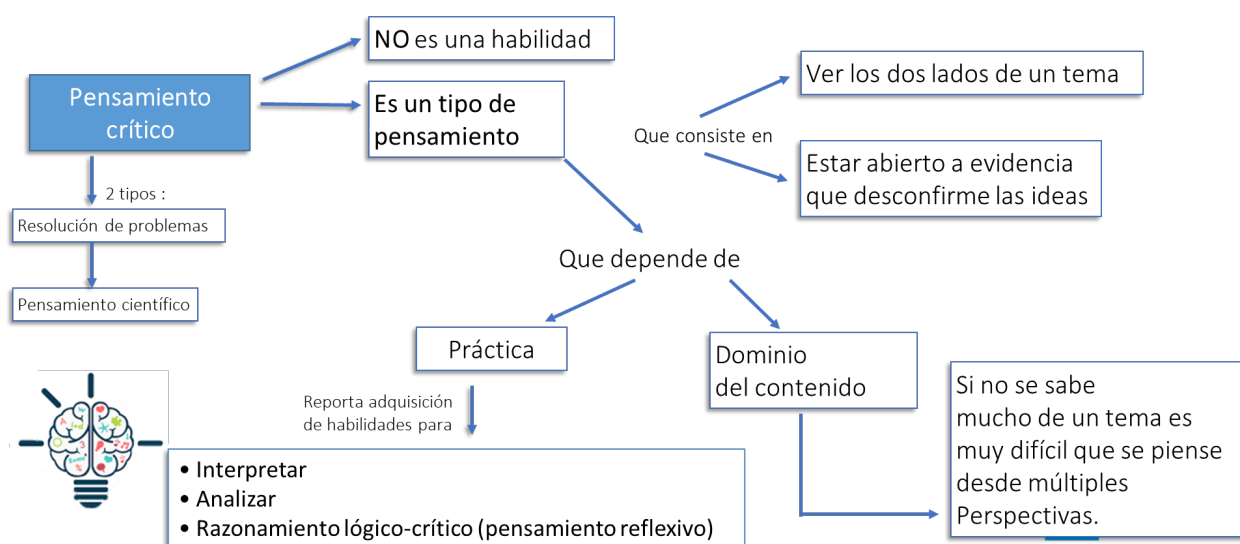 NO es una habilidad
Pensamiento
crítico
Es un tipo de
pensamiento
Ver los dos lados de un tema
Que consiste en
Estar abierto a evidencia
que desconfirme las ideas
2 tipos :
Resolución de problemas
Pensamiento científico
Que depende de
Práctica
Dominio
del contenido
Reporta adquisición
de habilidades para
• Interpretar
• Analizar
• Razonamiento lógico-crítico (pensamiento reflexivo)
Si no se sabe
mucho de un tema es
muy difícil que se piense
desde múltiples
Perspectivas.